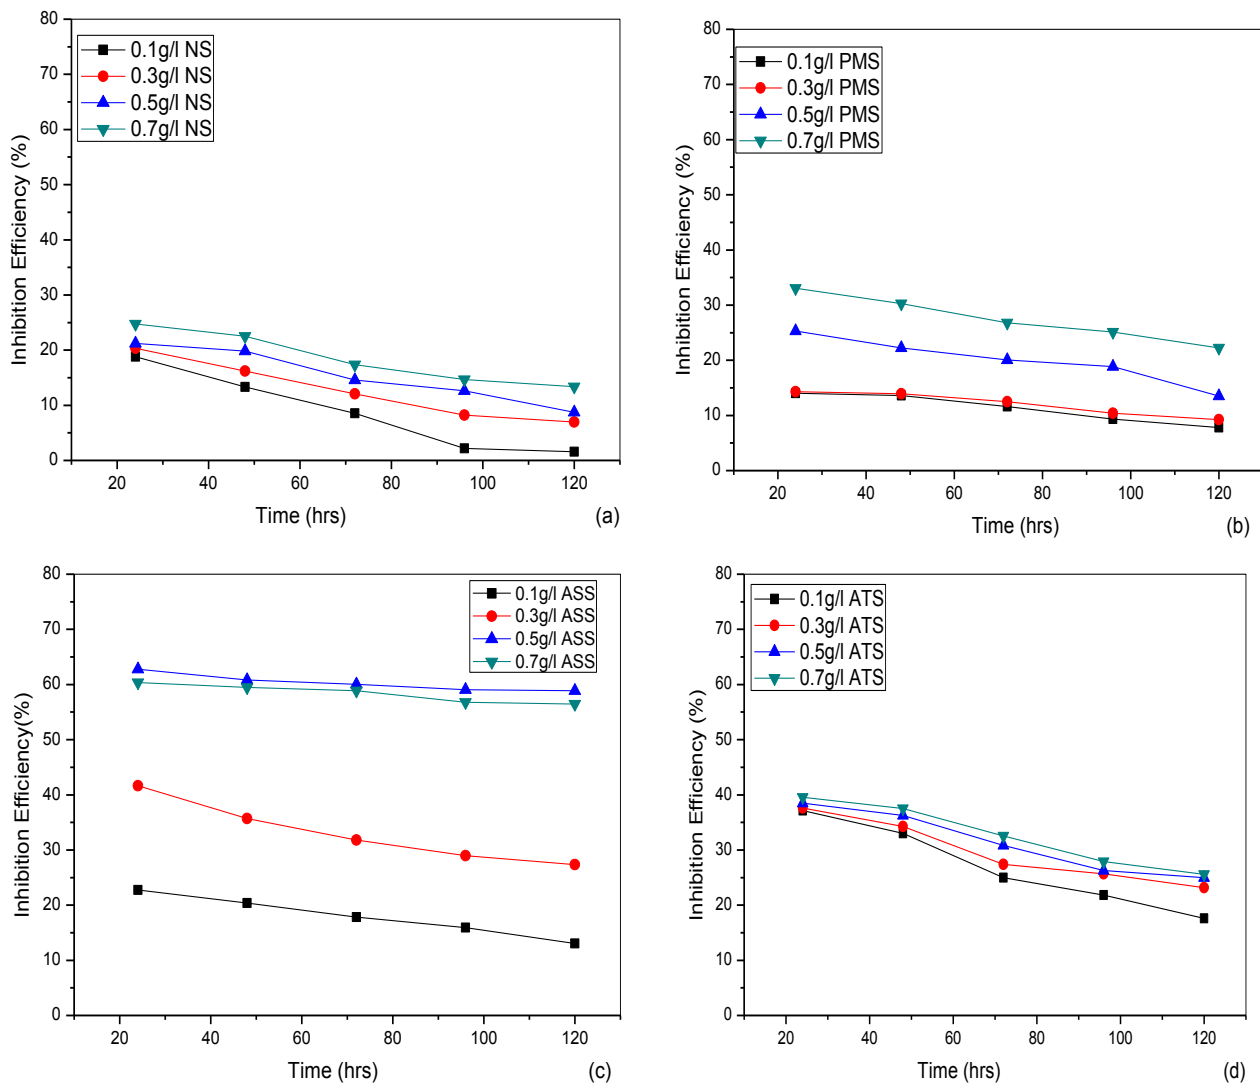 80
70
60
50
40
30
20
10
0
Inhibition Efficiency (%)
0.1g/l NS
0.3g/l NS
0.5g/l NS
0.7g/l NS
20 40 60 80 100 120
Time (hrs)
(a)
80
70
60
50
40
30
20
10
0
Inhibition Efficiency (%)
0.1g/l PMS
0.3g/l PMS
0.5g/l PMS
0.7g/l PMS
20 40 60 80 100 120
Time (hrs)
(b)
80
70
60
50
40
30
20
10
0
Inhibition Efficiency(%)
0.1g/l ASS
0.3g/l ASS
0.5g/l ASS
0.7g/l ASS
20 40 60 80 100 120
Time (hrs)
(c)
80
70
60
50
40
30
20
10
0
Inhibition Efficiency (%)
0.1g/l ATS
0.3g/l ATS
0.5g/l ATS
0.7g/l ATS
20 40 60 80 100 120
Time (hrs)
(d)